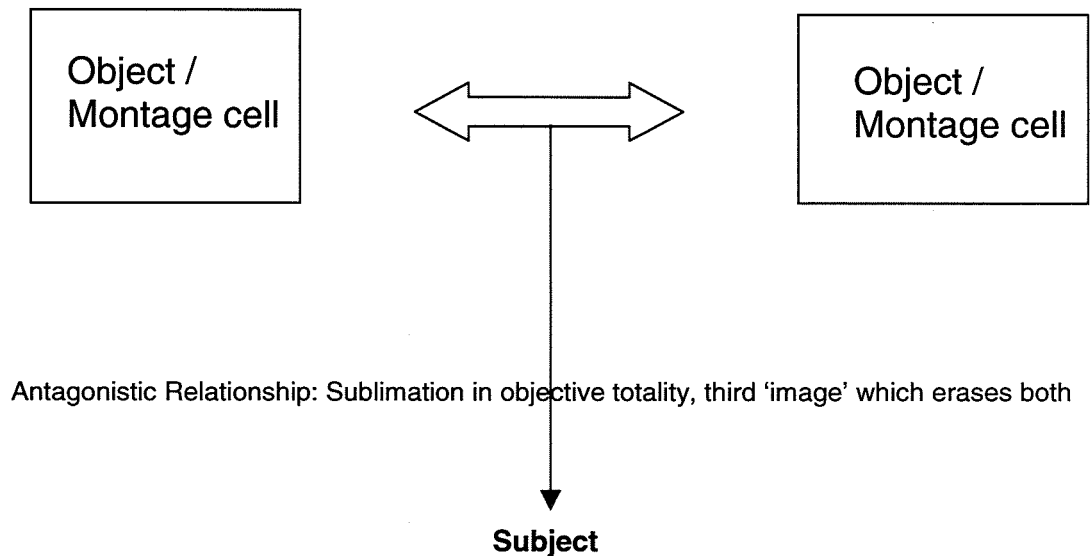 Object /
Montage cell
Object /
Montage cell
Antagonistic Relationship: Sublimation in objective totality, third ‘image’ which erases both
Subject